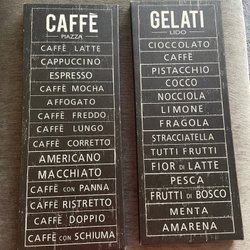 CAFFÈ
PIAZZA
CAFFÈ LATTE
CAPPUCCINO
ESPRESSO
CAFFÈ MOCHA
AFFOGATO
CAFFÈ FREDDO
CAFFÈ LUNGO
CAFFÈ CORRETTO
AMERICANO
MACCHIATO
CAFFÈ CON PANNA
CAFFÈ RISTRETTO
CAFFÈ DOPPIO
CAFFÈ CON SCHIUMA
GELATI
LIDO
CIOCCOLATO
CAFFÈ
PISTACCHIO
COCCO
NOCCIOLA
LIMONE
FRAGOLA
STRACCIATELLA
TUTTI FRUTTI
FIOR DI LATTE
PESCA
FRUTTI DI BOSCO
MENTA
AMARENA